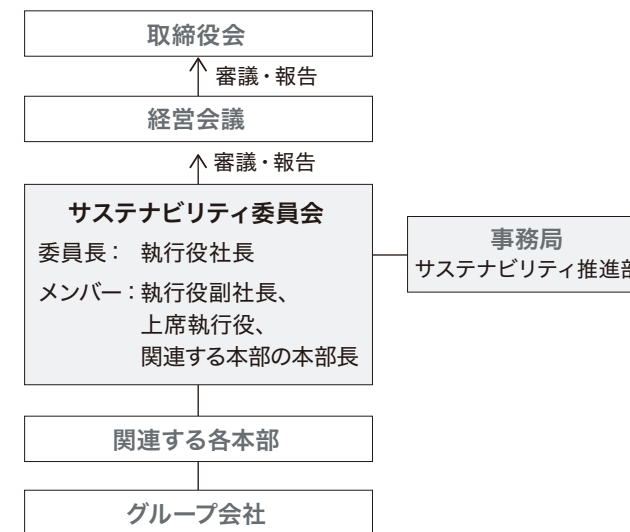 取締役会
審議・報告
経営会議
審議・報告
サステナビリティ委員会
委員長： 執行役社長
メンバー：執行役副社長、
上席執行役、
関連する本部の本部長
事務局
サステナビリティ推進部
関連する各本部
グループ会社